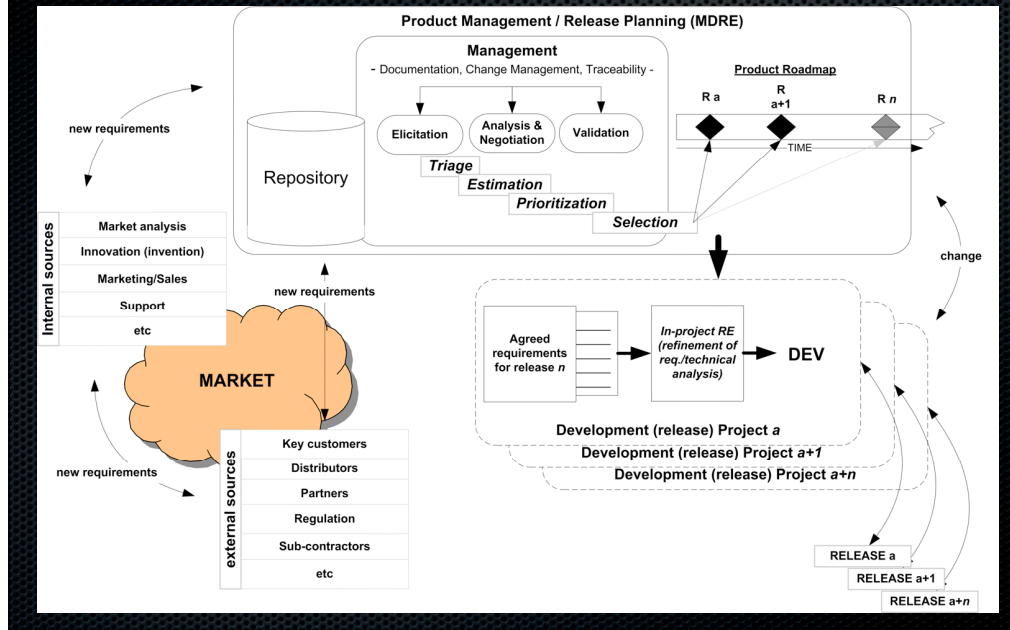 Product Management / Release Planning (MDRE)
Management
- Documentation, Change Management, Traceability -
Elicitation
Analysis &
Negotiation
Validation
Triage
Estimation
Prioritization
Selection
Repository
Product Roadmap
R a
R
a+1
R n
TIME
new requirements
Internal sources
Market analysis
Innovation (invention)
Marketing/Sales
Support
etc
new requirements
MARKET
new requirements
external sources
Key customers
Distributors
Partners
Regulation
Sub-contractors
etc
change
Agreed
requirements
for release n
In-project RE
(refinement of
req./technical
analysis)
DEV
Development (release) Project a
Development (release) Project a+1
Development (release) Project a+n
RELEASE a
RELEASE a+1
RELEASE a+n